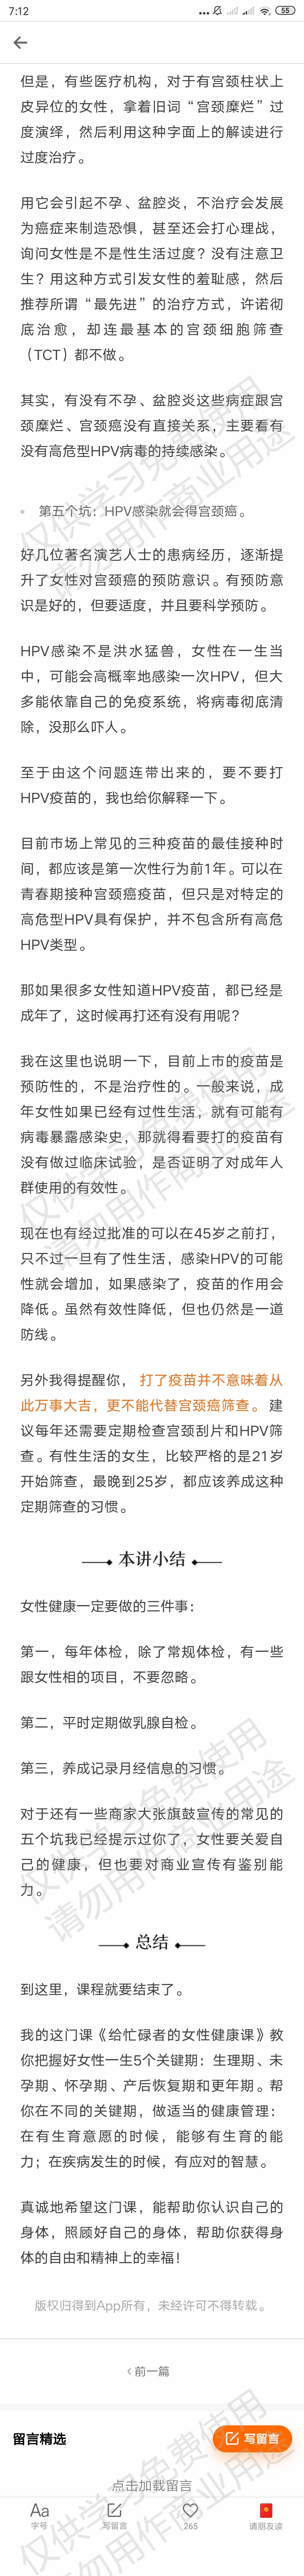 7:12
55
但是，有些医疗机构，对于有宫颈柱状上
皮异位的女性，拿着旧词“宫颈糜烂”过
度演绎，然后利用这种字面上的解读进行
过度治疗。
用它会引起不孕、盆腔炎，不治疗会发展
为癌症来制造恐惧，甚至还会打心理战，
询问女性是不是性生活过度？没有注意卫
生？用这种方式引发女性的羞耻感，然后
推荐所谓“最先进”的治疗方式，许诺彻
底治愈，却连最基本的宫颈细胞筛查
（TCT）都不做。
其实，有没有不孕、盆腔炎这些病症跟宫
颈糜烂、宫颈癌没有直接关系，主要看有
没有高危型HPV病毒的持续感染。
仅供学习免费使用
请勿用作商业用途
第五个坑：HPV感染就会得宫颈癌。
好几位著名演艺人士的患病经历，逐渐提
升了女性对宫颈癌的预防意识。有预防意
识是好的，但要适度，并且要科学预防。
HPV感染不是洪水猛兽，女性在一生当
中，可能会高概率地感染一次HPV，但大
多能依靠自己的免疫系统，将病毒彻底清
除，没那么吓人。
至于由这个问题连带出来的，要不要打
HPV疫苗的，我也给你解释一下。
目前市场上常见的三种疫苗的最佳接种时
间，都应该是第一次性行为前1年。可以在
青春期接种宫颈癌疫苗，但只是对特定的
高危型HPV具有保护，并不包含所有高危
HPV类型。
那如果很多女性知道HPV疫苗，都已经是
成年了，这时候再打还有没有用呢？
我在这里也说明一下，目前上市的疫苗是
预防性的，不是治疗性的。一般来说，成
年女性如果已经有过性生活，就有可能有
病毒暴露感染史，那就得看要打的疫苗有
没有做过临床试验，是否证明了对成年人
群使用的有效性。
仅供学习免费使用
请勿用作商业用途
现在也有经过批准的可以在45岁之前打，
只不过一旦有了性生活，感染HPV的可能
性就会增加，如果感染了，疫苗的作用会
降低。虽然有效性降低，但也仍然是一道
防线。
另外我得提醒你，打了疫苗并不意味着从
此万事大吉，更不能代替宫颈癌筛查。建
议每年还需要定期检查宫颈刮片和HPV筛
查。有性生活的女生，比较严格的是21岁
开始筛查，最晚到25岁，都应该养成这种
定期筛查的习惯。
本讲小结
女性健康一定要做的三件事：
第一，每年体检，除了常规体检，有一些
跟女性相的项目，不要忽略。
第二，平时定期做乳腺自检。
第三，养成记录月经信息的习惯。
仅供学习免费使用
请勿用作商业用途
对于还有一些商家大张旗鼓宣传的常见的
五个坑我已经提示过你了，女性要关爱自
己的健康，但也要对商业宣传有鉴别能
力。
总结
到这里，课程就要结束了。
我的这门课《给忙碌者的女性健康课》教
你把握好女性一生5个关键期：生理期、未
孕期、怀孕期、产后恢复期和更年期。帮
你在不同的关键期，做适当的健康管理：
在有生育意愿的时候，能够有生育的能
力；在疾病发生的时候，有应对的智慧。
真诚地希望这门课，能帮助你认识自己的
身体，照顾好自己的身体，帮助你获得身
体的自由和精神上的幸福！
版权归得到App所有，未经许可不得转载。
前一篇
留言精选
写留言
点击加载留言
仅供学习免费使用
请勿用作商业用途
Aa
字号
写留言
265
请朋友读